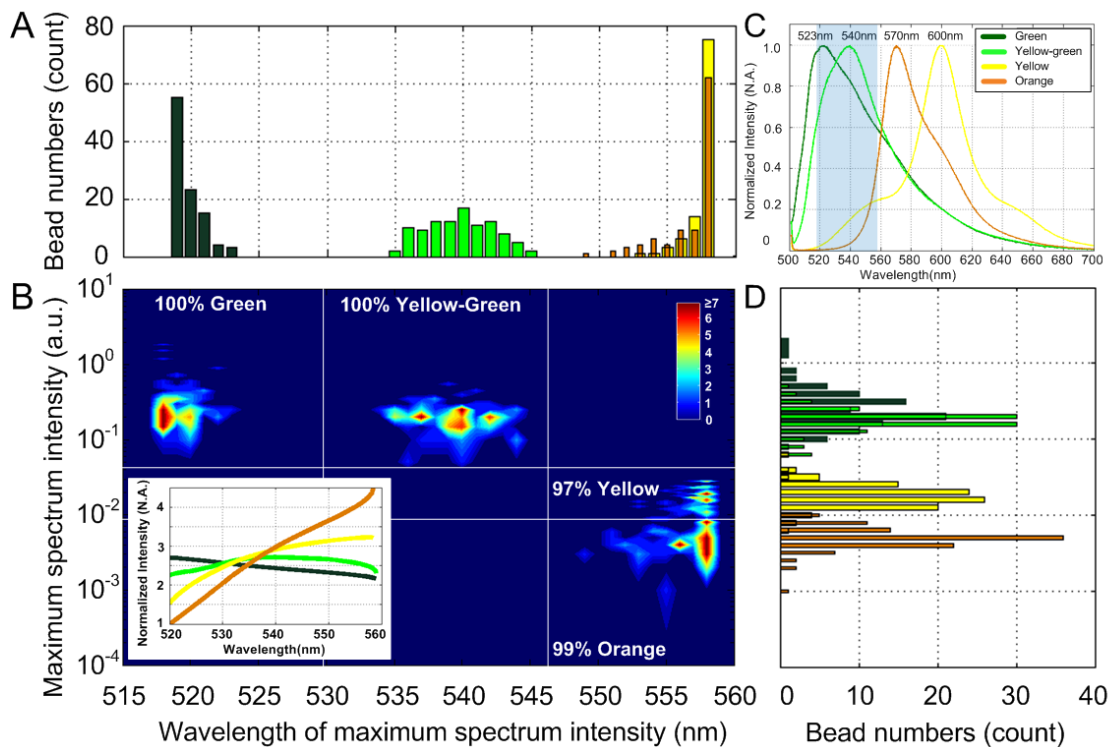 A
Bead numbers (count)
80
60
40
20
0
C
Normalized Intensity (N.A.)
1.0
0.8
0.6
0.4
0.2
0
523nm 540nm 570nm 600nm
Green
Yellow-green
Yellow
Orange
500 520 540 560 580 600 620 640 660 680 700
Wavelength(nm)
B
Maximum spectrum intensity (a.u.)
10^1
10^0
10^-1
10^-2
10^-3
10^-4
100% Green
100% Yellow-Green
97% Yellow
99% Orange
≥7
6
5
4
3
2
1
0
Normalized Intensity (N.A.)
4
3
2
1
520 530 540 550 560
Wavelength(nm)
515 520 525 530 535 540 545 550 555 560
Wavelength of maximum spectrum intensity (nm)
D
0 10 20 30 40
Bead numbers (count)